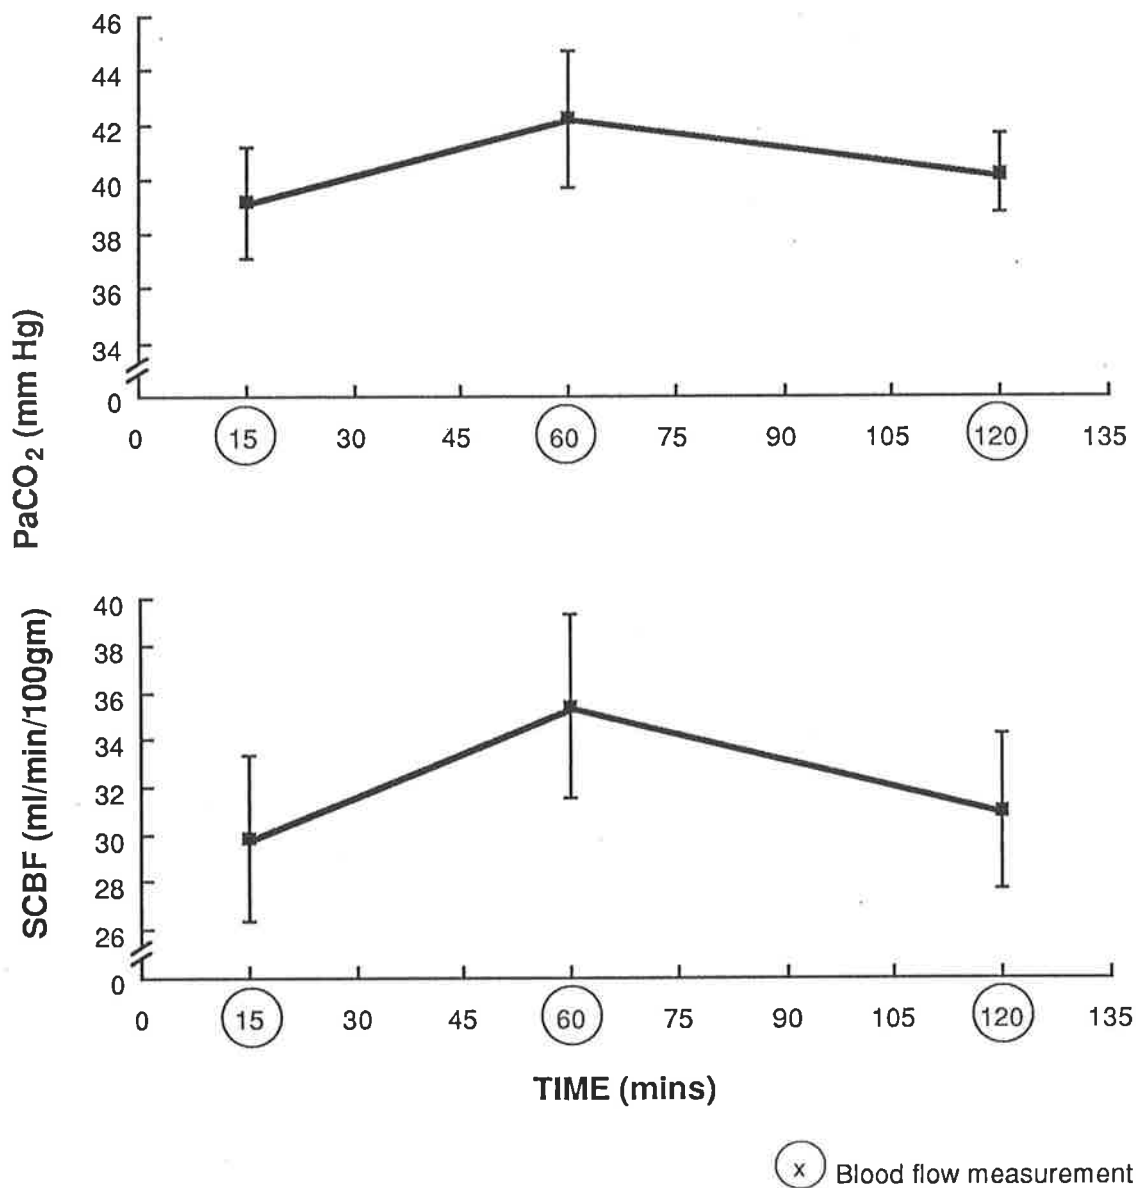 46
44
42
40
38
36
34
0
PaCO2 (mm Hg)
0 15 30 45 60 75 90 105 120 135
40
38
36
34
32
30
28
26
0
SCBF (ml/min/100gm)
0 15 30 45 60 75 90 105 120 135
TIME (mins)
x Blood flow measurement